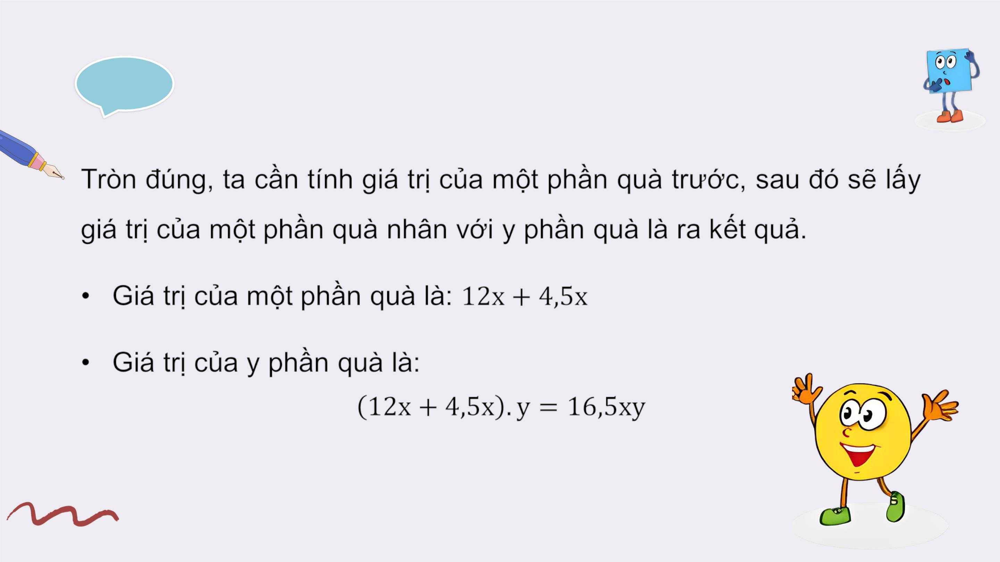 Tròn đúng, ta cần tính giá trị của một phần quà trước, sau đó sẽ lấy
giá trị của một phần quà nhân với y phần quà là ra kết quả.
• Giá trị của một phần quà là: 12x + 4,5x
• Giá trị của y phần quà là:
(12x + 4,5x). y = 16,5xy